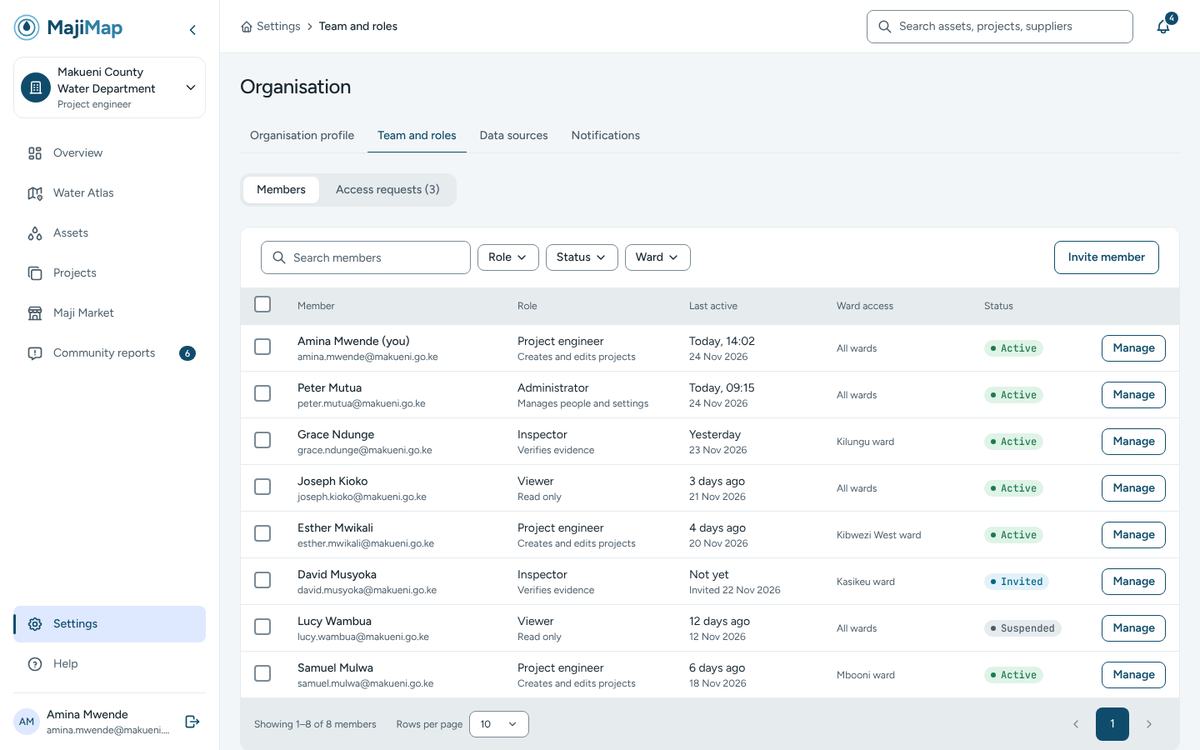 MajiMap
Makueni County
Water Department
Project engineer
Overview
Water Atlas
Assets
Projects
Maji Market
Community reports 6
Settings
Help
AM
Amina Mwende
amina.mwende@makueni....
Settings > Team and roles
Search assets, projects, suppliers
4
Organisation
Organisation profile Team and roles Data sources Notifications
Members Access requests (3)
Search members Role Status Ward Invite member
Member Role Last active Ward access Status
Amina Mwende (you) Project engineer Today, 14:02 All wards Active Manage
amina.mwende@makueni.go.ke Creates and edits projects 24 Nov 2026
Peter Mutua Administrator Today, 09:15 All wards Active Manage
peter.mutua@makueni.go.ke Manages people and settings 24 Nov 2026
Grace Ndunge Inspector Yesterday Kilungu ward Active Manage
grace.ndunge@makueni.go.ke Verifies evidence 23 Nov 2026
Joseph Kioko Viewer 3 days ago All wards Active Manage
joseph.kioko@makueni.go.ke Read only 21 Nov 2026
Esther Mwikali Project engineer 4 days ago Kibwezi West ward Active Manage
esther.mwikali@makueni.go.ke Creates and edits projects 20 Nov 2026
David Musyoka Inspector Not yet Kasikeu ward Invited Manage
david.musyoka@makueni.go.ke Verifies evidence Invited 22 Nov 2026
Lucy Wambua Viewer 12 days ago All wards Suspended Manage
lucy.wambua@makueni.go.ke Read only 12 Nov 2026
Samuel Mulwa Project engineer 6 days ago Mbooni ward Active Manage
samuel.mulwa@makueni.go.ke Creates and edits projects 18 Nov 2026
Showing 1–8 of 8 members Rows per page 10 1